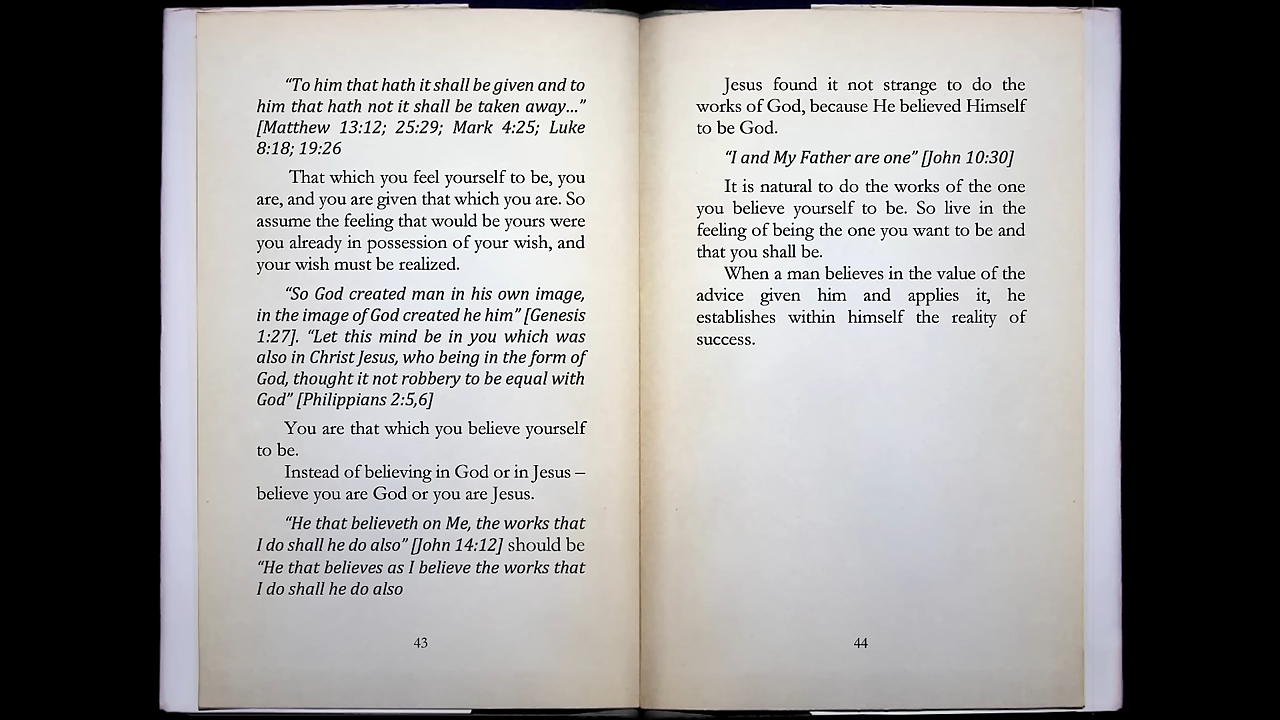 “To him that hath it shall be given and to
him that hath not it shall be taken away…”
[Matthew 13:12; 25:29; Mark 4:25; Luke
8:18; 19:26
That which you feel yourself to be, you
are, and you are given that which you are. So
assume the feeling that would be yours were
you already in possession of your wish, and
your wish must be realized.
“So God created man in his own image,
in the image of God created he him” [Genesis
1:27]. “Let this mind be in you which was
also in Christ Jesus, who being in the form of
God, thought it not robbery to be equal with
God” [Philippians 2:5,6]
You are that which you believe yourself
to be.
Instead of believing in God or in Jesus –
believe you are God or you are Jesus.
“He that believeth on Me, the works that
I do shall he do also” [John 14:12] should be
“He that believes as I believe the works that
I do shall he do also
43
Jesus found it not strange to do the
works of God, because He believed Himself
to be God.
“I and My Father are one” [John 10:30]
It is natural to do the works of the one
you believe yourself to be. So live in the
feeling of being the one you want to be and
that you shall be.
When a man believes in the value of the
advice given him and applies it, he
establishes within himself the reality of
success.
44